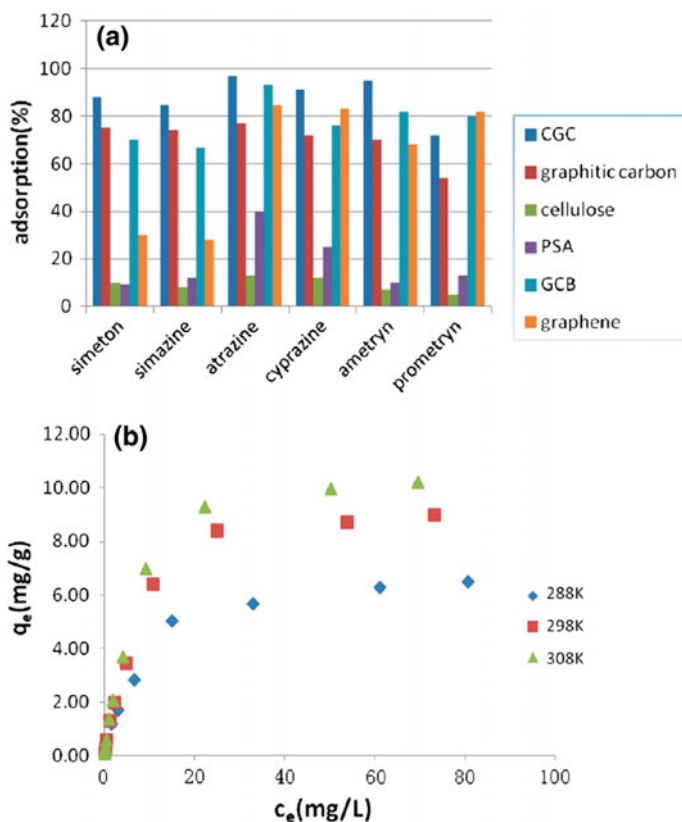 (a)
adsorption(%)
120
100
80
60
40
20
0
simeton
simazine
atrazine
cyprazine
ametryn
prometryn
CGC
graphitic carbon
cellulose
PSA
GCB
graphene
(b)
qe(mg/g)
12.00
10.00
8.00
6.00
4.00
2.00
0.00
0 20 40 60 80 100
ce(mg/L)
288K
298K
308K